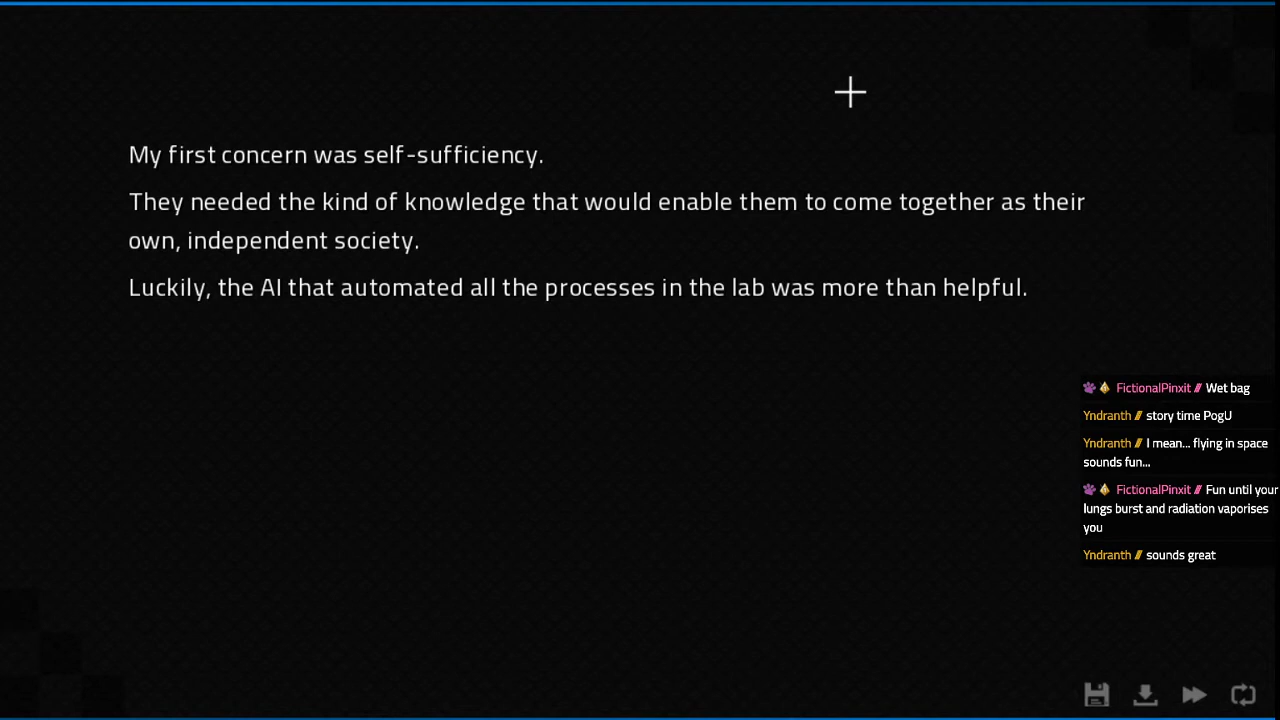 My first concern was self-sufficiency.
They needed the kind of knowledge that would enable them to come together as their
own, independent society.
Luckily, the AI that automated all the processes in the lab was more than helpful.
FictionalPinxit // Wet bag
Yndranth // story time PogU
Yndranth // I mean... flying in space
sounds fun...
FictionalPinxit // Fun until your
lungs burst and radiation vaporises
you
Yndranth // sounds great